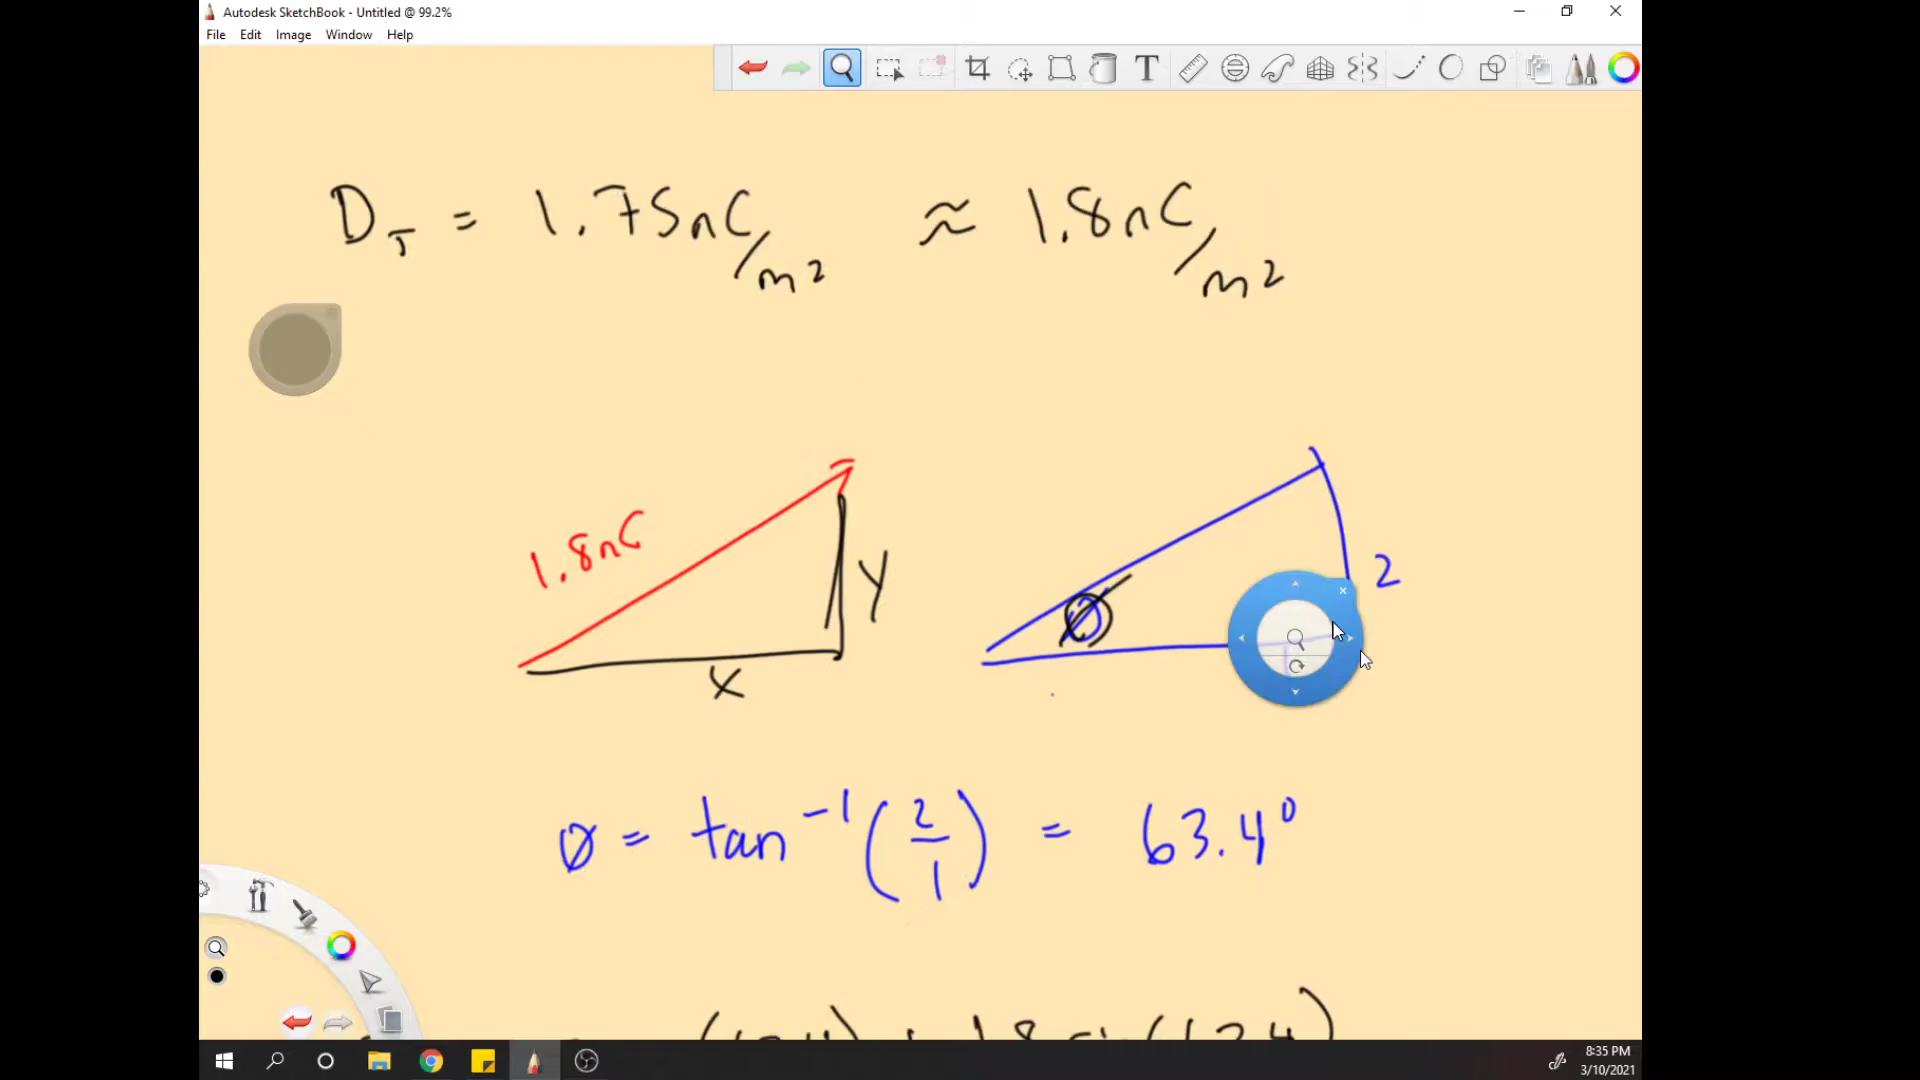 Autodesk SketchBook - Untitled @ 99.2%
File Edit Image Window Help
D_T = 1.75nC/m² ≈ 1.8nC/m²
1.8nC
y
x
Ø
2
Ø = tan⁻¹(2/1) = 63.4°
8:35 PM
3/10/2021